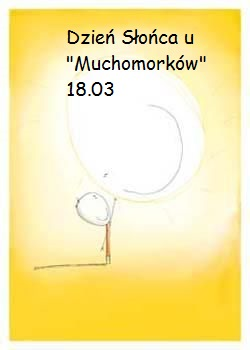 Dzień Słońca u
"Muchomorków"
18.03